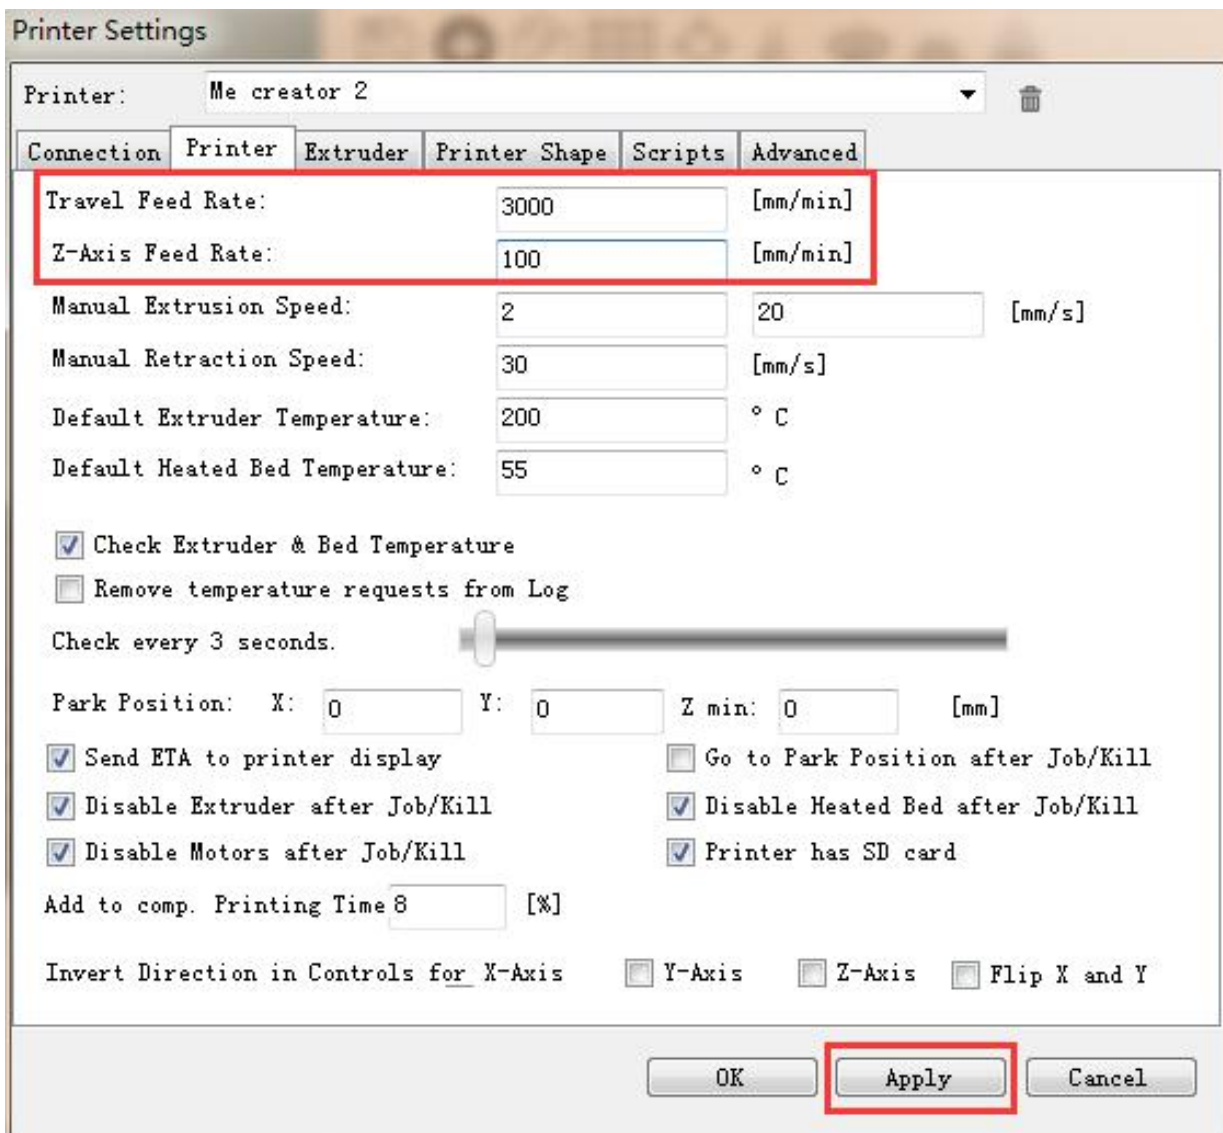 Printer Settings
Printer: Me creator 2
Connection Printer Extruder Printer Shape Scripts Advanced
Travel Feed Rate: 3000 [mm/min]
Z-Axis Feed Rate: 100 [mm/min]
Manual Extrusion Speed: 2 20 [mm/s]
Manual Retraction Speed: 30 [mm/s]
Default Extruder Temperature: 200 ° C
Default Heated Bed Temperature: 55 ° C
Check Extruder & Bed Temperature
Remove temperature requests from Log
Check every 3 seconds.
Park Position: X: 0 Y: 0 Z min: 0 [mm]
Send ETA to printer display Go to Park Position after Job/Kill
Disable Extruder after Job/Kill Disable Heated Bed after Job/Kill
Disable Motors after Job/Kill Printer has SD card
Add to comp. Printing Time 8 [%]
Invert Direction in Controls for X-Axis Y-Axis Z-Axis Flip X and Y
OK Apply Cancel